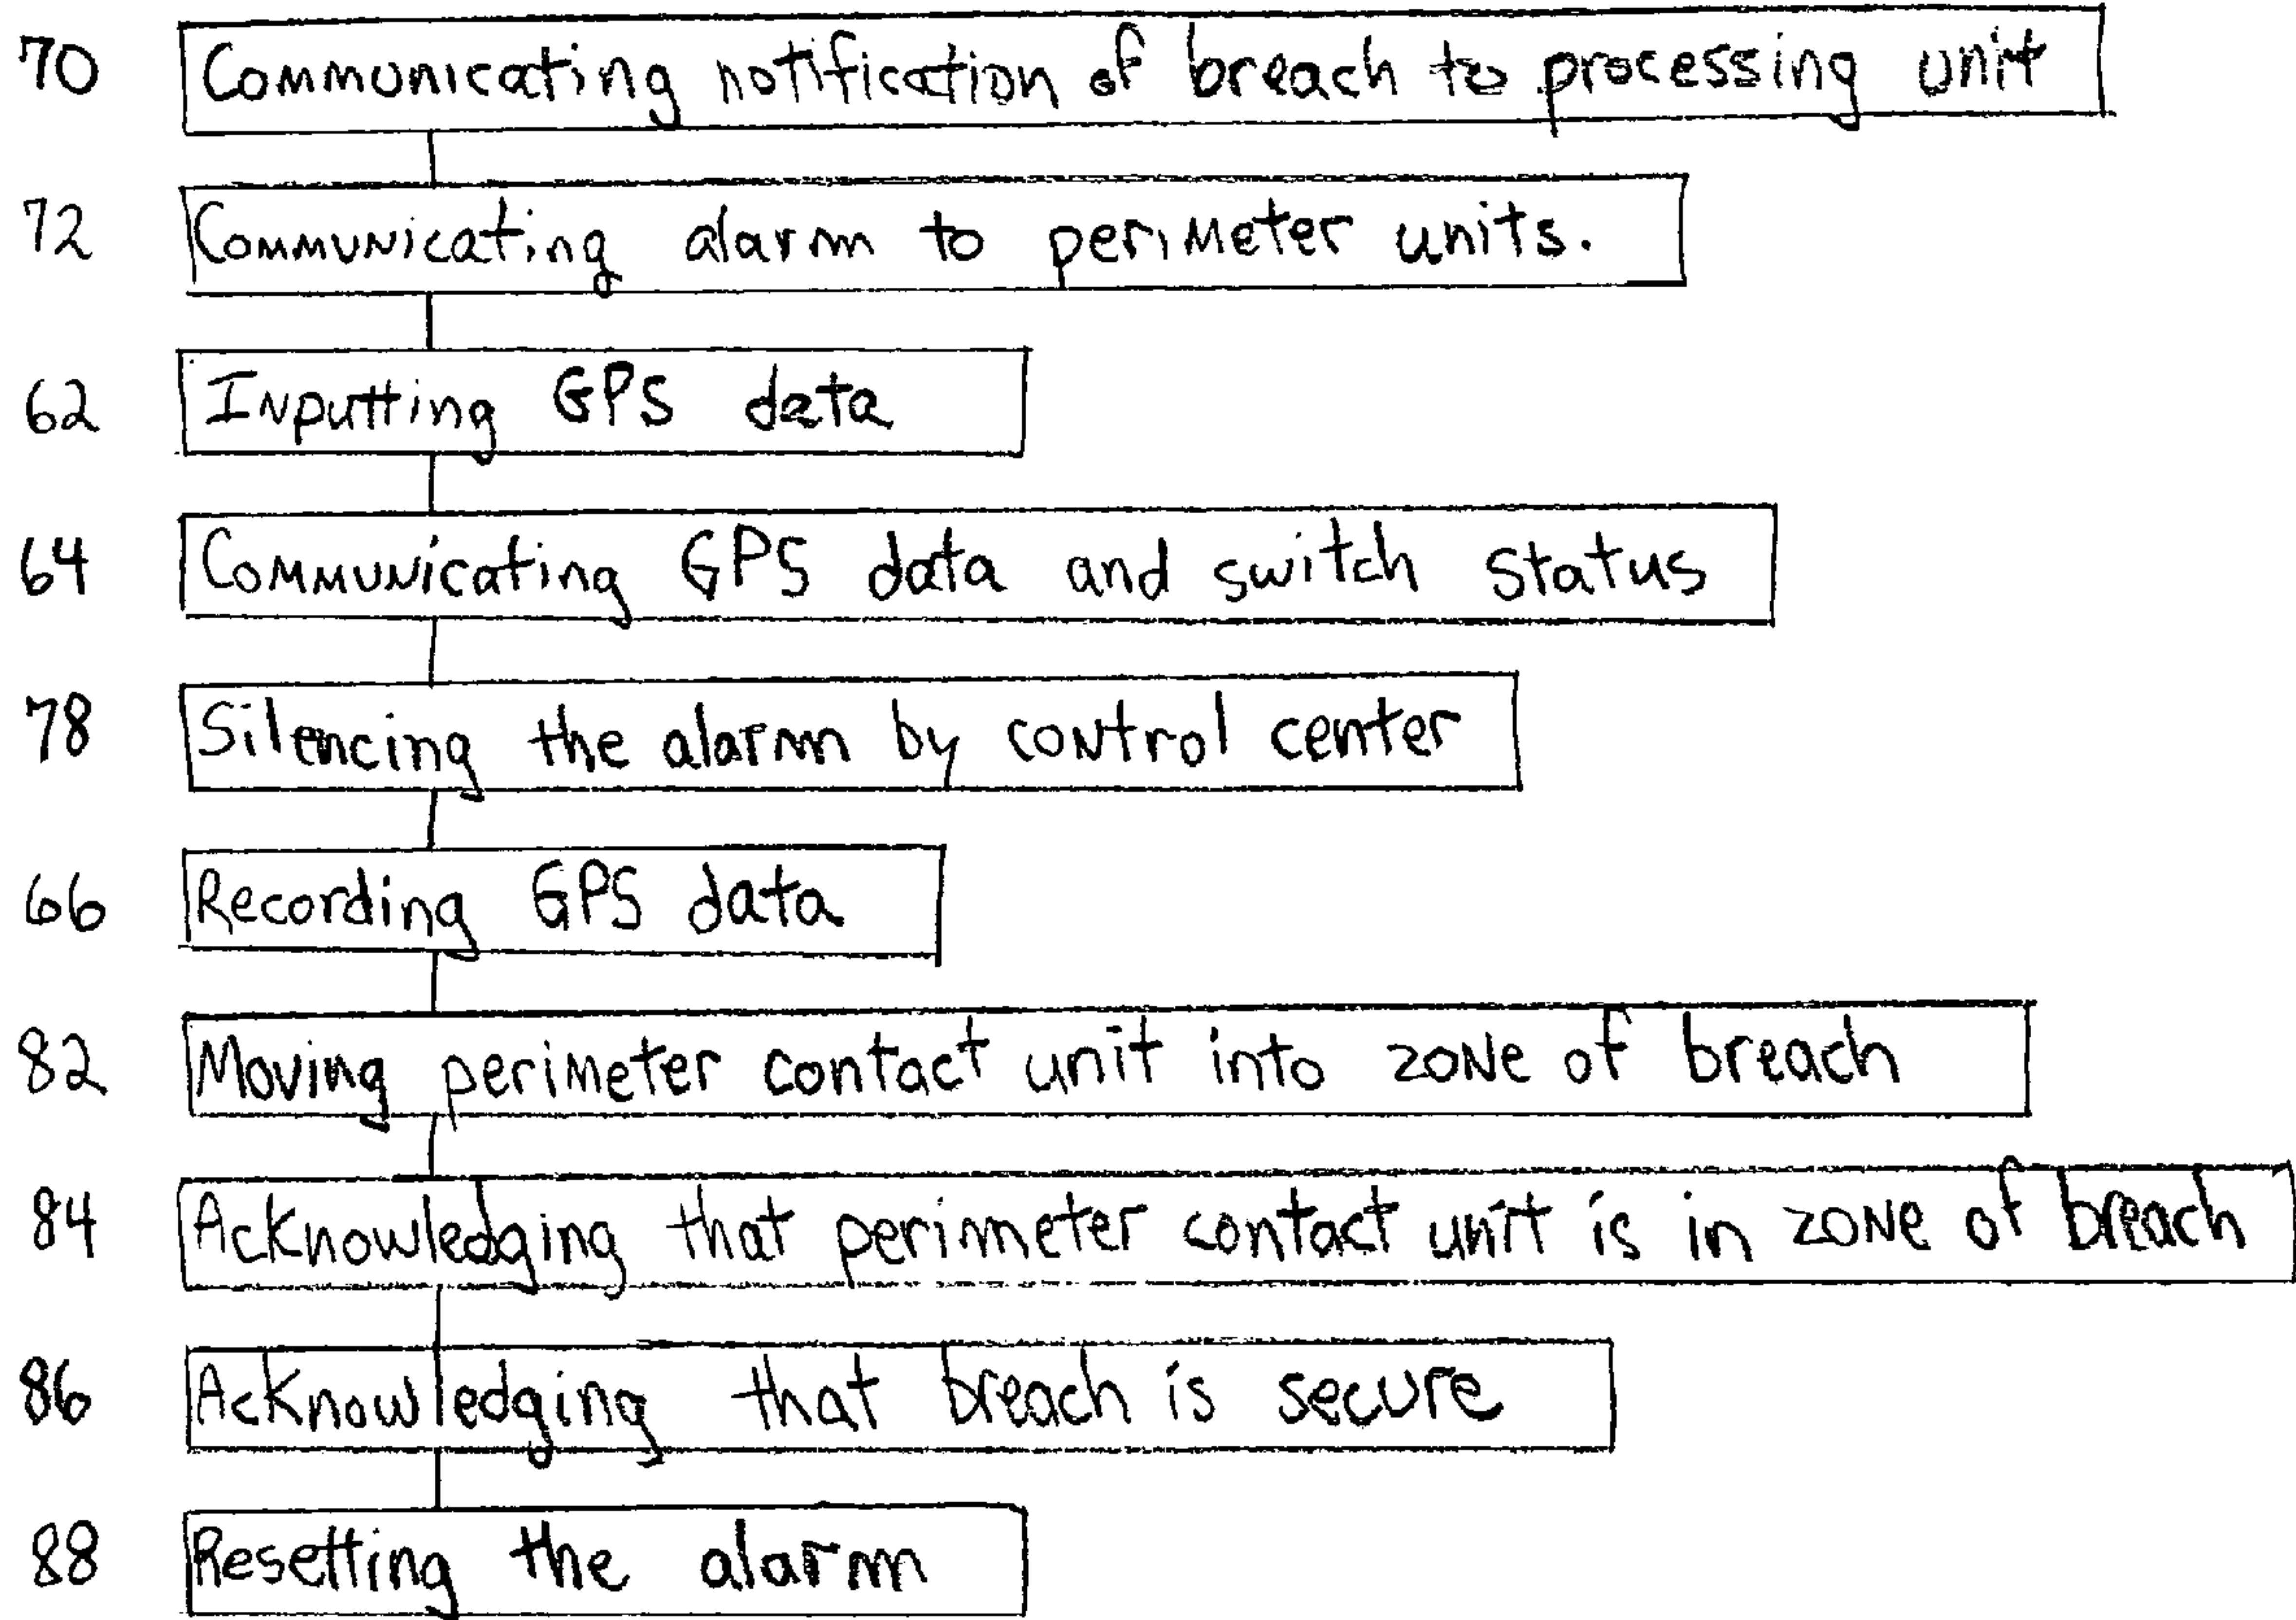 70 Communicating notification of breach to processing unit
72 Communicating alarm to perimeter units.
62 Inputting GPS data
64 Communicating GPS data and switch status
78 Silencing the alarm by control center
66 Recording GPS data
82 Moving perimeter contact unit into zone of breach
84 Acknowledging that perimeter contact unit is in zone of breach
86 Acknowledging that breach is secure
88 Resetting the alarm